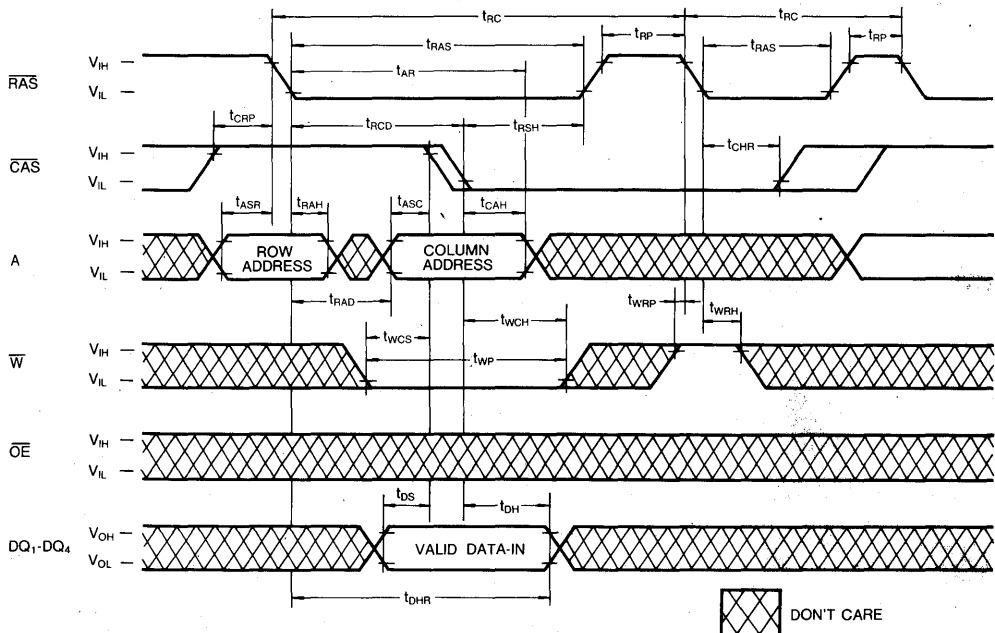 tRC tRC
tRAS tRP tRAS tRP
tAR
RAS VIH
VIL
tCRP tRCD tRSH
CAS VIH tCHR
VIL
tASR tRAH tASC tCAH
A VIH
VIL
ROW ADDRESS
COLUMN ADDRESS
tRAD tWRP tWRH
tWCS tWCH
tWP
W VIH
VIL
OE VIH
VIL
tDS tDH
DQ1-DQ4 VOH
VOL
VALID DATA-IN
tDHR
DON'T CARE